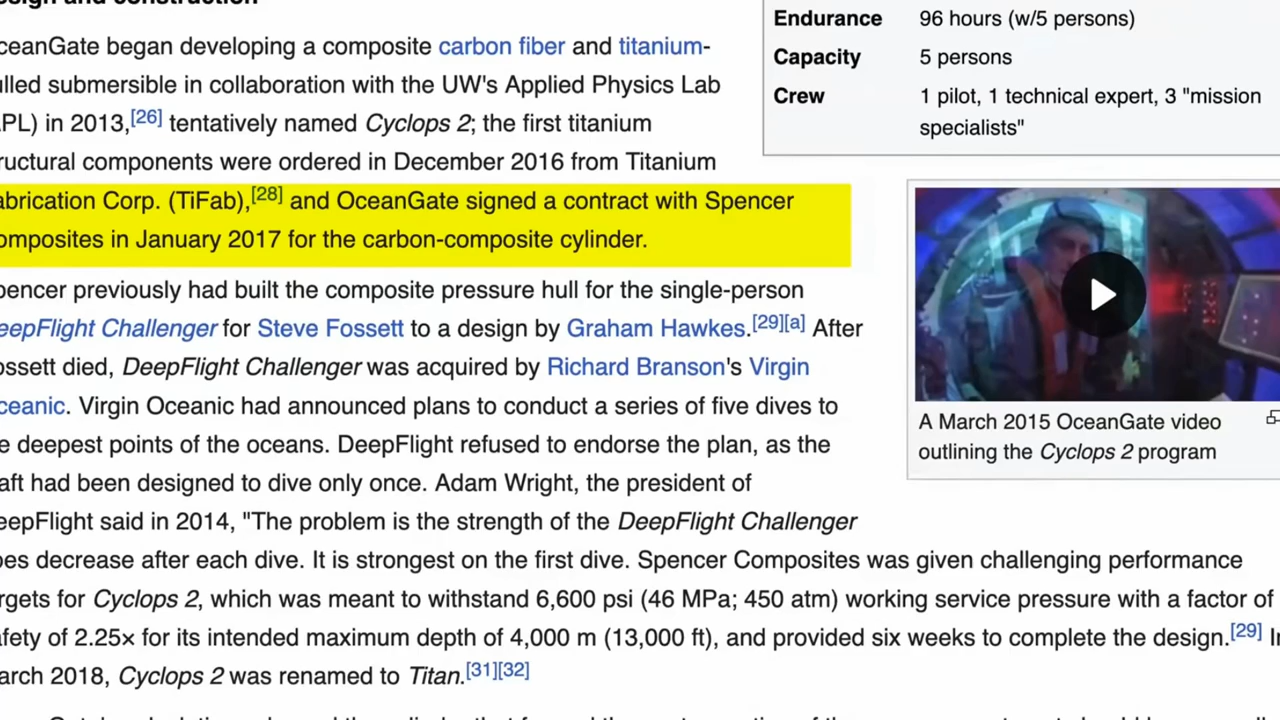 sign and construction
ceanGate began developing a composite carbon fiber and titanium-
lled submersible in collaboration with the UW's Applied Physics Lab
PL) in 2013,[26] tentatively named Cyclops 2; the first titanium
ructural components were ordered in December 2016 from Titanium
abrication Corp. (TiFab),[28] and OceanGate signed a contract with Spencer
omposites in January 2017 for the carbon-composite cylinder.
pencer previously had built the composite pressure hull for the single-person
eepFlight Challenger for Steve Fossett to a design by Graham Hawkes.[29][a] After
ossett died, DeepFlight Challenger was acquired by Richard Branson's Virgin
ceanic. Virgin Oceanic had announced plans to conduct a series of five dives to
e deepest points of the oceans. DeepFlight refused to endorse the plan, as the
aft had been designed to dive only once. Adam Wright, the president of
eepFlight said in 2014, "The problem is the strength of the DeepFlight Challenger
oes decrease after each dive. It is strongest on the first dive. Spencer Composites was given challenging performance
rgets for Cyclops 2, which was meant to withstand 6,600 psi (46 MPa; 450 atm) working service pressure with a factor of
afety of 2.25× for its intended maximum depth of 4,000 m (13,000 ft), and provided six weeks to complete the design.[29] In
arch 2018, Cyclops 2 was renamed to Titan.[31][32]
Endurance 96 hours (w/5 persons)
Capacity 5 persons
Crew 1 pilot, 1 technical expert, 3 "mission
specialists"
A March 2015 OceanGate video
outlining the Cyclops 2 program